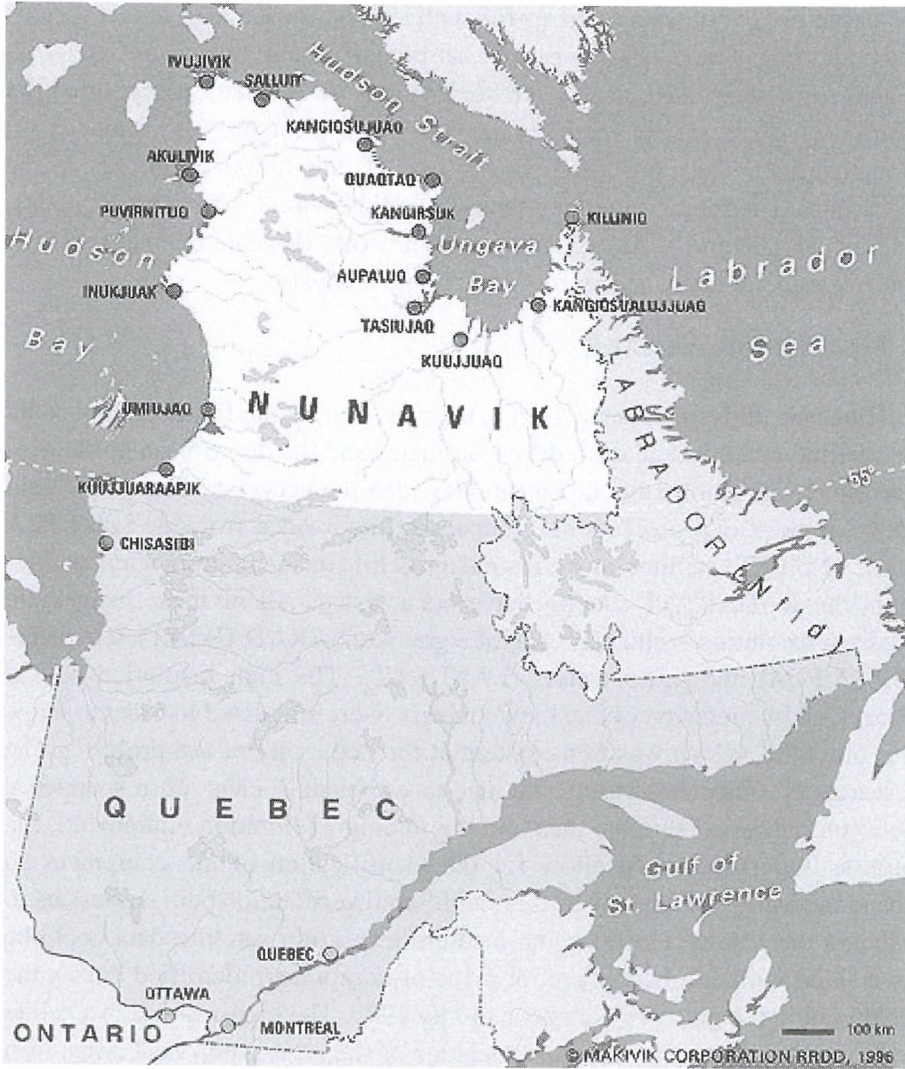 IVUJIVIK
SALLUIT
Hudson Strait
KANGIQSUJUAQ
AKULIVIK
QUAQTAQ
PUVIRNITUQ
KANGIRSUK
KILLINIQ
Hudson
Bay
Ungava
Bay
Labrador
Sea
AUPALUQ
INUKJUAK
TASIUJAQ
KANGIQSUALUJJUAQ
KUUJJUAQ
UMIUJAQ
NUNAVIK
LABRADOR (Nfld)
KUUJJUARAAPIK
55°
CHISASIBI
QUEBEC
Gulf of
St. Lawrence
QUEBEC
OTTAWA
ONTARIO
MONTREAL
100 km
© MAKIVIK CORPORATION RRDD, 1996